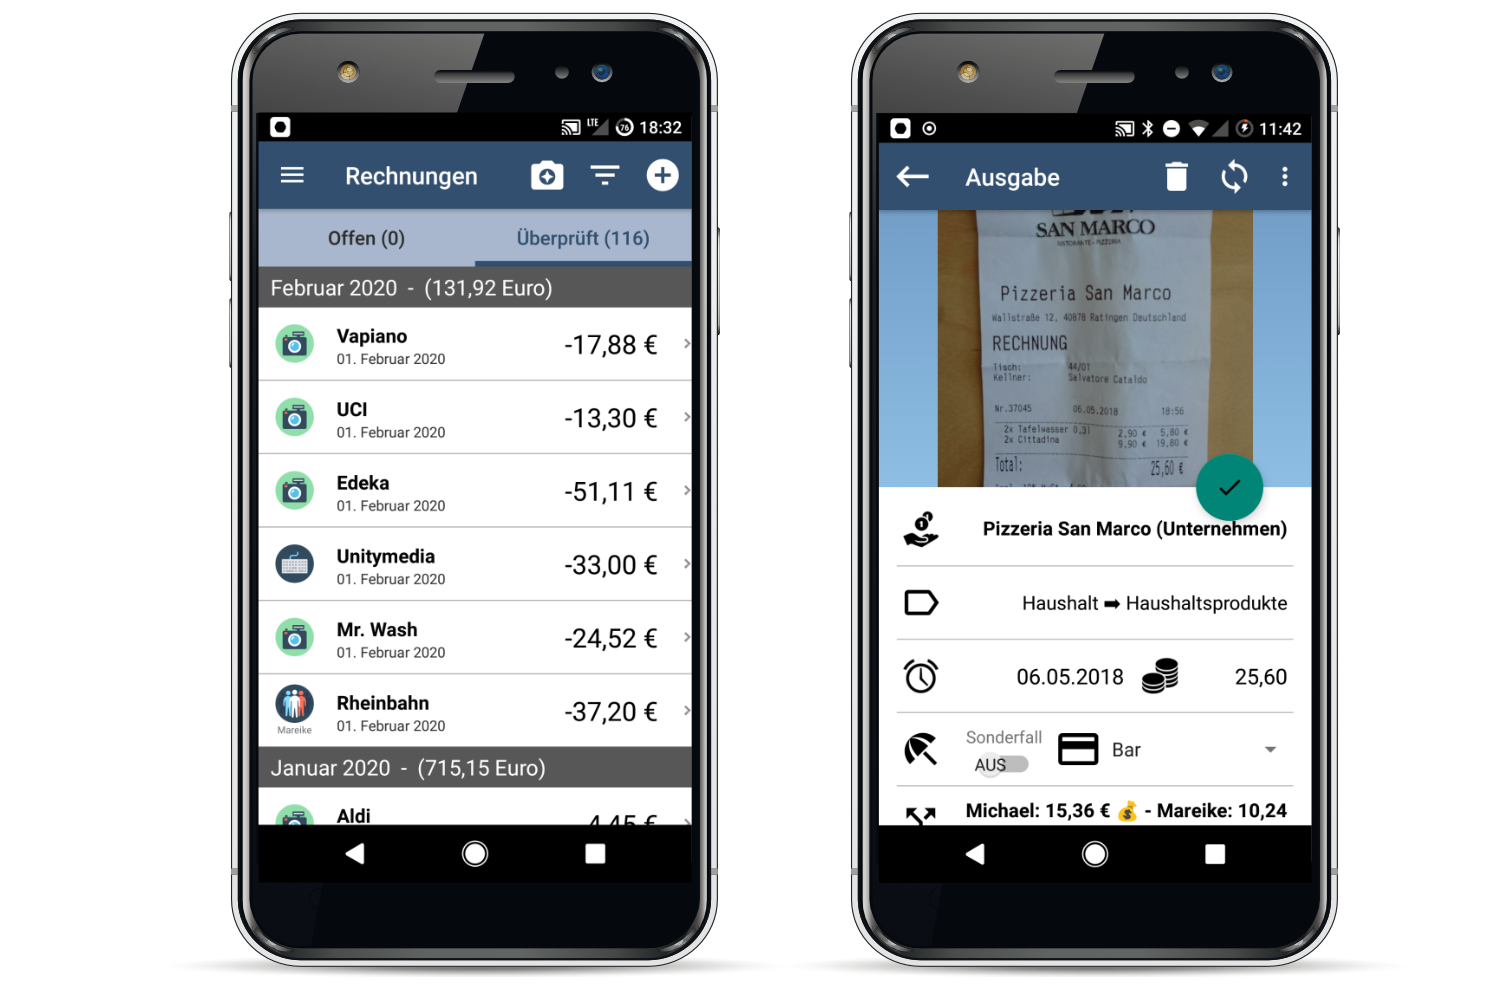 LTE 76 18:32
Rechnungen
Offen (0) Überprüft (116)
Februar 2020 - (131,92 Euro)
Vapiano
01. Februar 2020
-17,88 €
UCI
01. Februar 2020
-13,30 €
Edeka
01. Februar 2020
-51,11 €
Unitymedia
01. Februar 2020
-33,00 €
Mr. Wash
01. Februar 2020
-24,52 €
Rheinbahn
01. Februar 2020
-37,20 €
Mareike
Januar 2020 - (715,15 Euro)
Aldi
4,45 €
11:42
Ausgabe
SAN MARCO
RISTORANTE - PIZZERIA
Pizzeria San Marco
Wallstraße 12, 40878 Ratingen Deutschland
RECHNUNG
Tisch: 44/01
Kellner: Salvatore Cataldo
Nr.37045 06.05.2018 18:56
2x Tafelwasser 0,3l 2,90 € 5,80 €
2x Cittadina 9,90 € 19,80 €
Total: 25,60 €
Pizzeria San Marco (Unternehmen)
Haushalt ➡ Haushaltsprodukte
06.05.2018 25,60
Sonderfall
AUS
Bar
Michael: 15,36 € 💰 - Mareike: 10,24